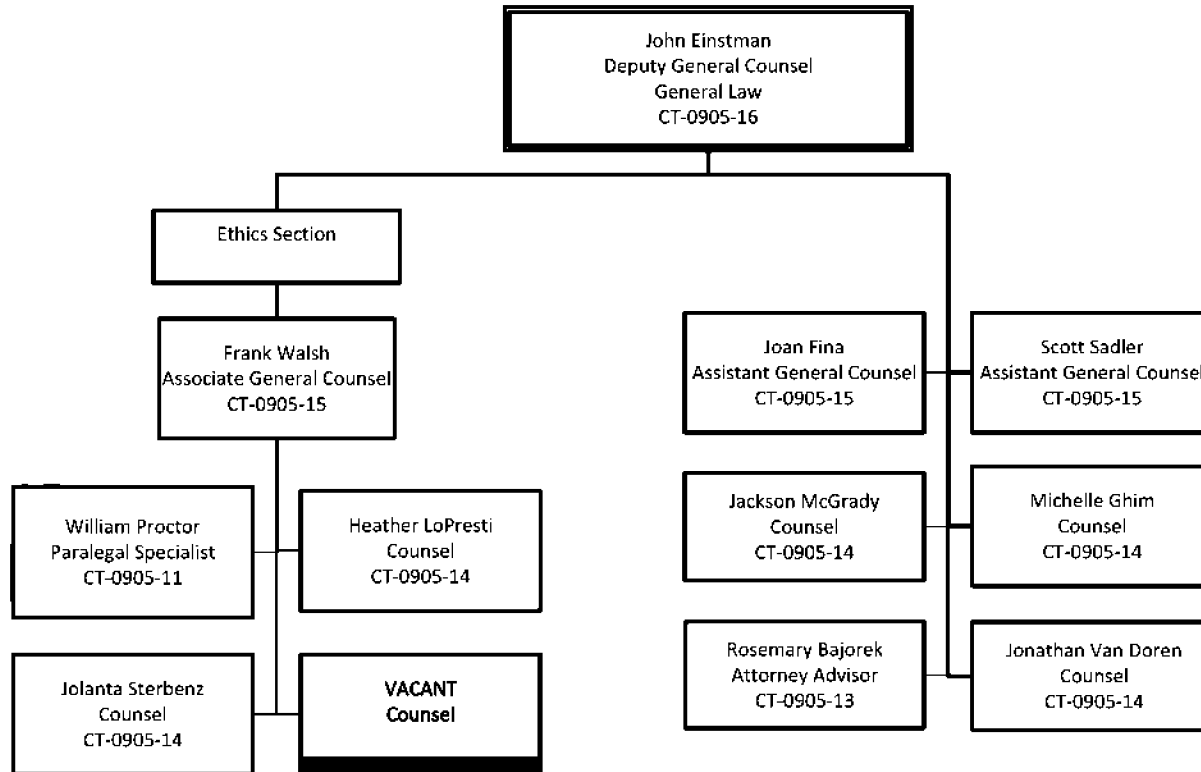 John Einstman
Deputy General Counsel
General Law
CT-0905-16
Ethics Section
Frank Walsh
Associate General Counsel
CT-0905-15
Joan Fina
Assistant General Counsel
CT-0905-15
Scott Sadler
Assistant General Counsel
CT-0905-15
William Proctor
Paralegal Specialist
CT-0905-11
Heather LoPresti
Counsel
CT-0905-14
Jackson McGrady
Counsel
CT-0905-14
Michelle Ghim
Counsel
CT-0905-14
Jolanta Sterbenz
Counsel
CT-0905-14
VACANT
Counsel
Rosemary Bajorek
Attorney Advisor
CT-0905-13
Jonathan Van Doren
Counsel
CT-0905-14